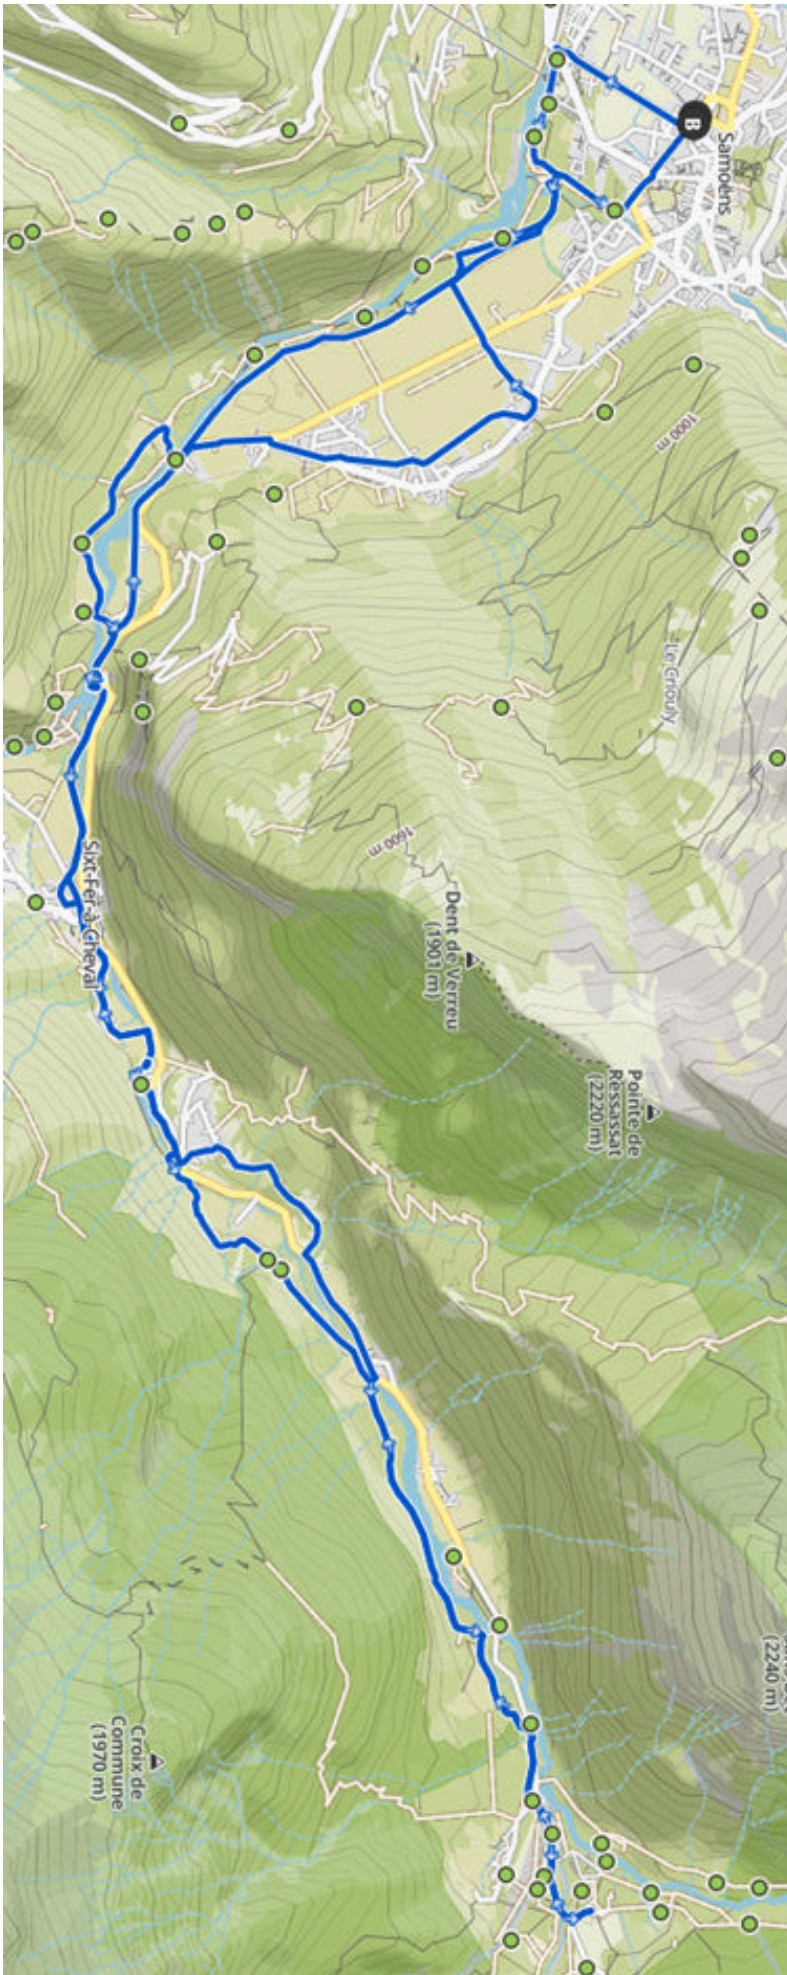 B
Samoëns
1000 m
Le Criouly
1600 m
Dent de Verreu
(1901 m)
Pointe de
Ressassat
(2220 m)
Sixt-Fer-à-Cheval
(2240 m)
Croix de
Commune
(1970 m)